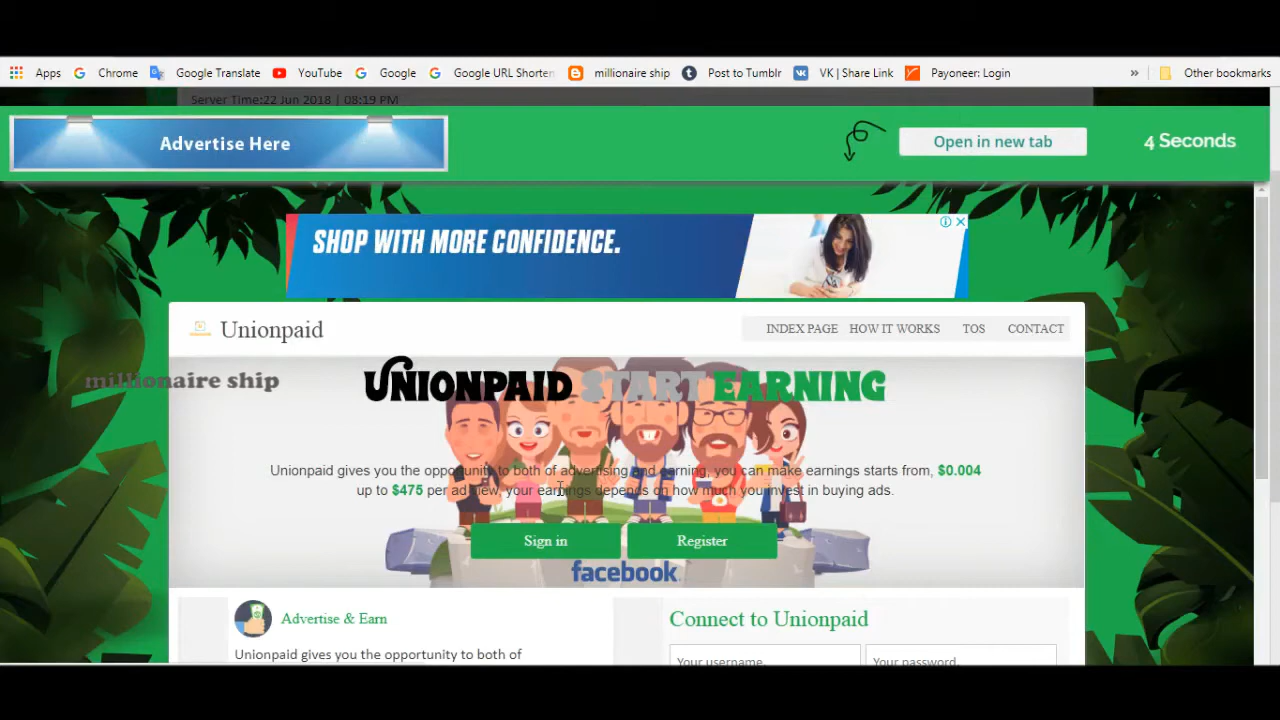 Apps Chrome Google Translate YouTube Google Google URL Shorten millionaire ship Post to Tumblr VK | Share Link Payoneer: Login » Other bookmarks
Server Time:22 Jun 2018 | 08:19 PM
Advertise Here
Open in new tab
4 Seconds
SHOP WITH MORE CONFIDENCE.
Unionpaid
INDEX PAGE HOW IT WORKS TOS CONTACT
millionaire ship
UNIONPAID START EARNING
Unionpaid gives you the opportunity to both of advertising and earning, you can make earnings starts from, $0.004
up to $475 per ad view, your earnings depends on how much you invest in buying ads.
Sign in Register
facebook
Advertise & Earn
Connect to Unionpaid
Unionpaid gives you the opportunity to both of
Your username. Your password.